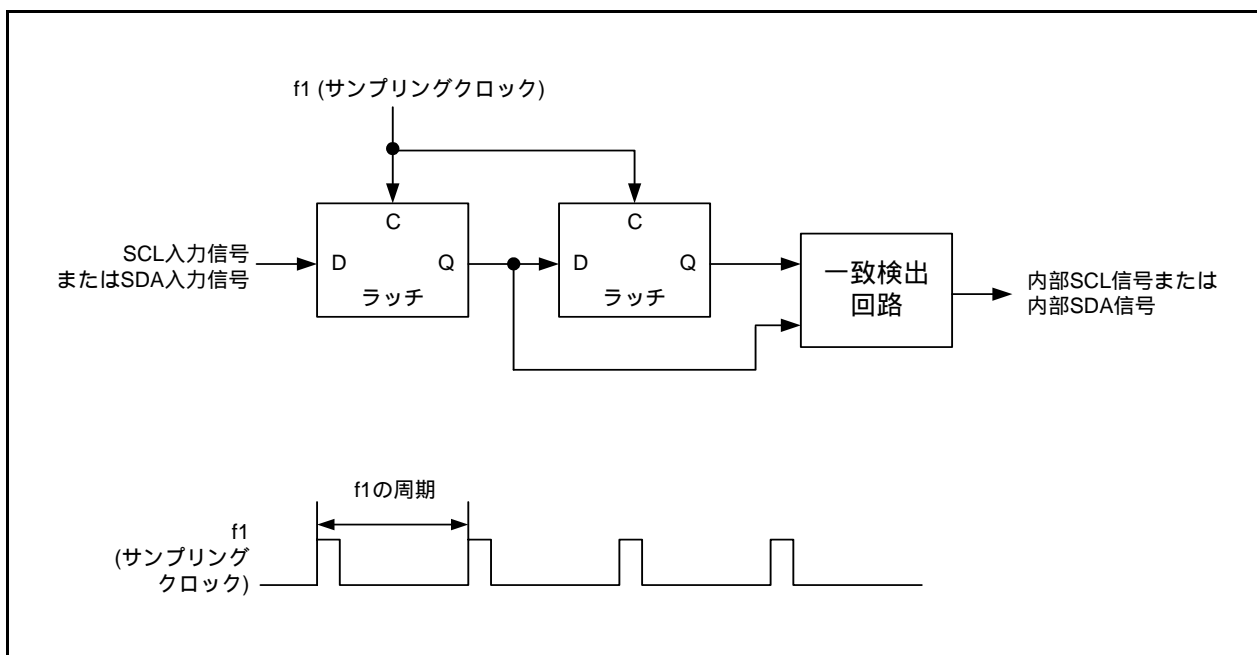 f1 (サンプリングクロック)
C
C
SCL入力信号
またはSDA入力信号
D
Q
D
Q
ラッチ
ラッチ
一致検出
回路
内部SCL信号または
内部SDA信号
f1の周期
f1
(サンプリング
クロック)